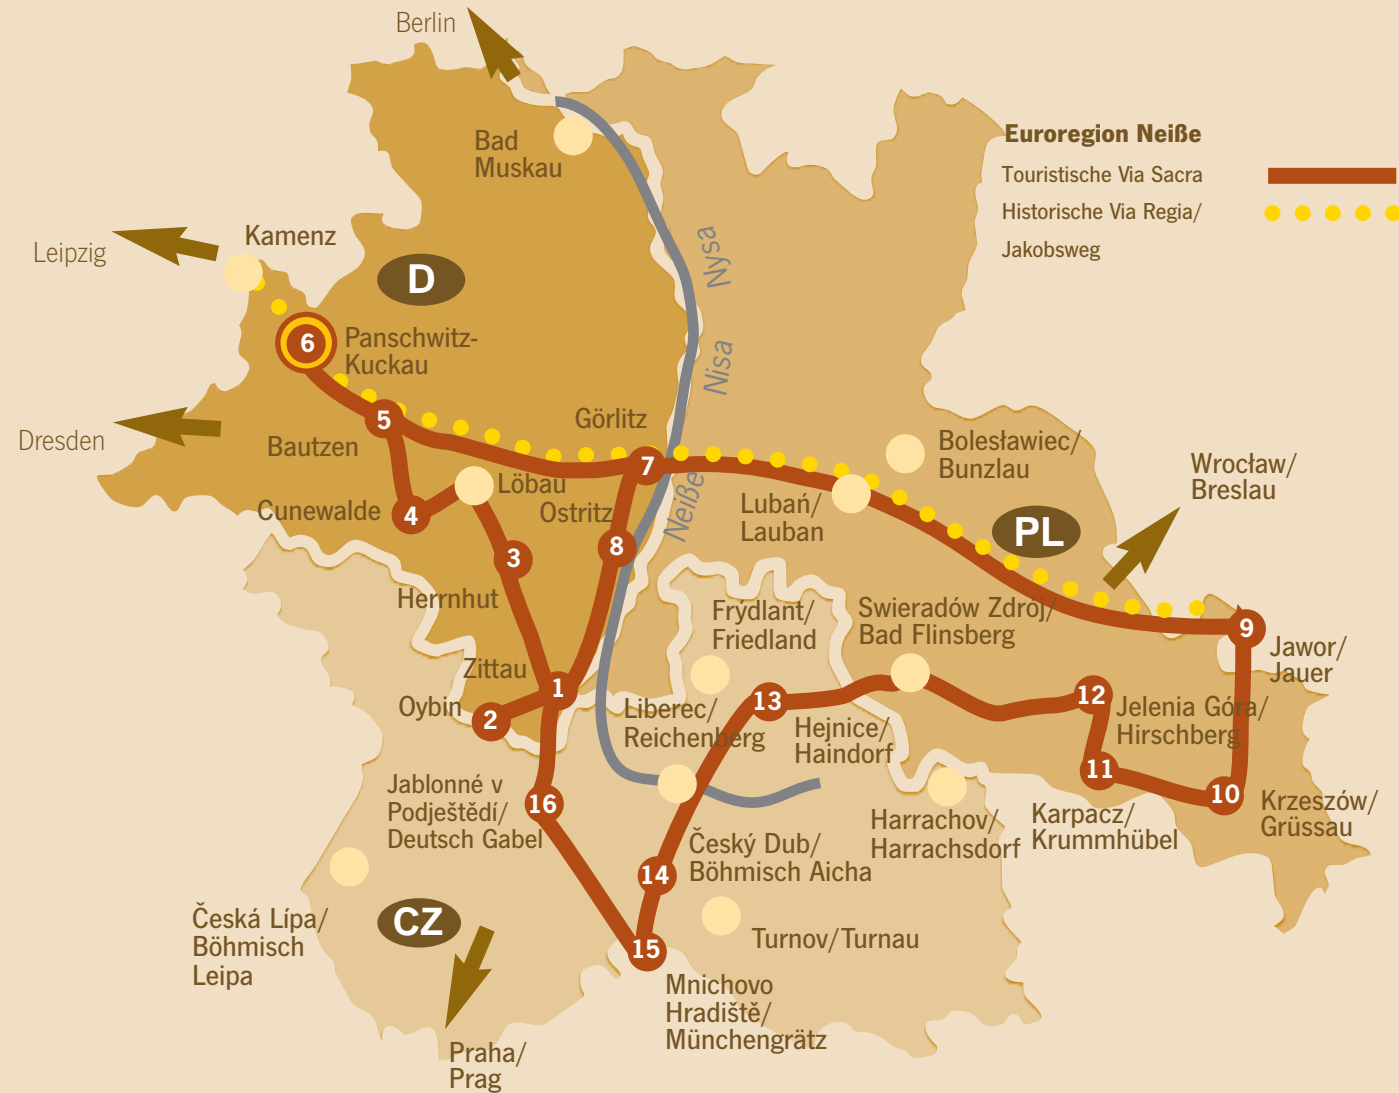 Berlin
Bad
Muskau
Euroregion Neiße
Touristische Via Sacra
Historische Via Regia/
Jakobsweg
Leipzig
Kamenz
D
Nysa
6
Panschwitz-
Kuckau
Nisa
Dresden
5
Bautzen
Görlitz
7
Löbau
Neiße
Bolesławiec/
Bunzlau
Wrocław/
Breslau
Lubań/
Lauban
PL
Cunewalde
4
Ostritz
8
3
Herrnhut
Frýdlant/
Friedland
Swieradów Zdrój/
Bad Flinsberg
9
Jawor/
Jauer
Zittau
1
Oybin
2
Liberec/
Reichenberg
13
Hejnice/
Haindorf
12
Jelenia Góra/
Hirschberg
11
10
Karpacz/
Krummhübel
Krzeszów/
Grüssau
Jablonné v
Podještědí/
Deutsch Gabel
16
Harrachov/
Harrachsdorf
Český Dub/
Böhmisch Aicha
14
Česká Lípa/
Böhmisch
Leipa
CZ
15
Turnov/Turnau
Mnichovo
Hradiště/
Münchengrätz
Praha/
Prag